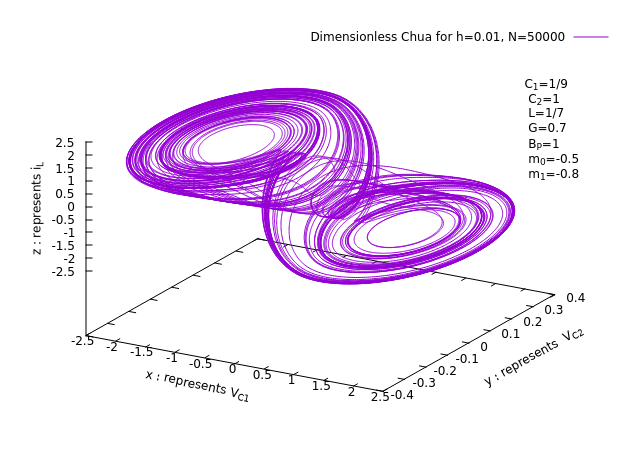 Dimensionless Chua for h=0.01, N=50000
C1=1/9
C2=1
L=1/7
G=0.7
BP=1
m0=-0.5
m1=-0.8
2.5
2
1.5
1
0.5
0
-0.5
-1
-1.5
-2
-2.5
z : represents iL
-2.5
-2
-1.5
-1
-0.5
0
0.5
1
1.5
2
2.5
x : represents VC1
-0.4
-0.3
-0.2
-0.1
0
0.1
0.2
0.3
0.4
y : represents VC2